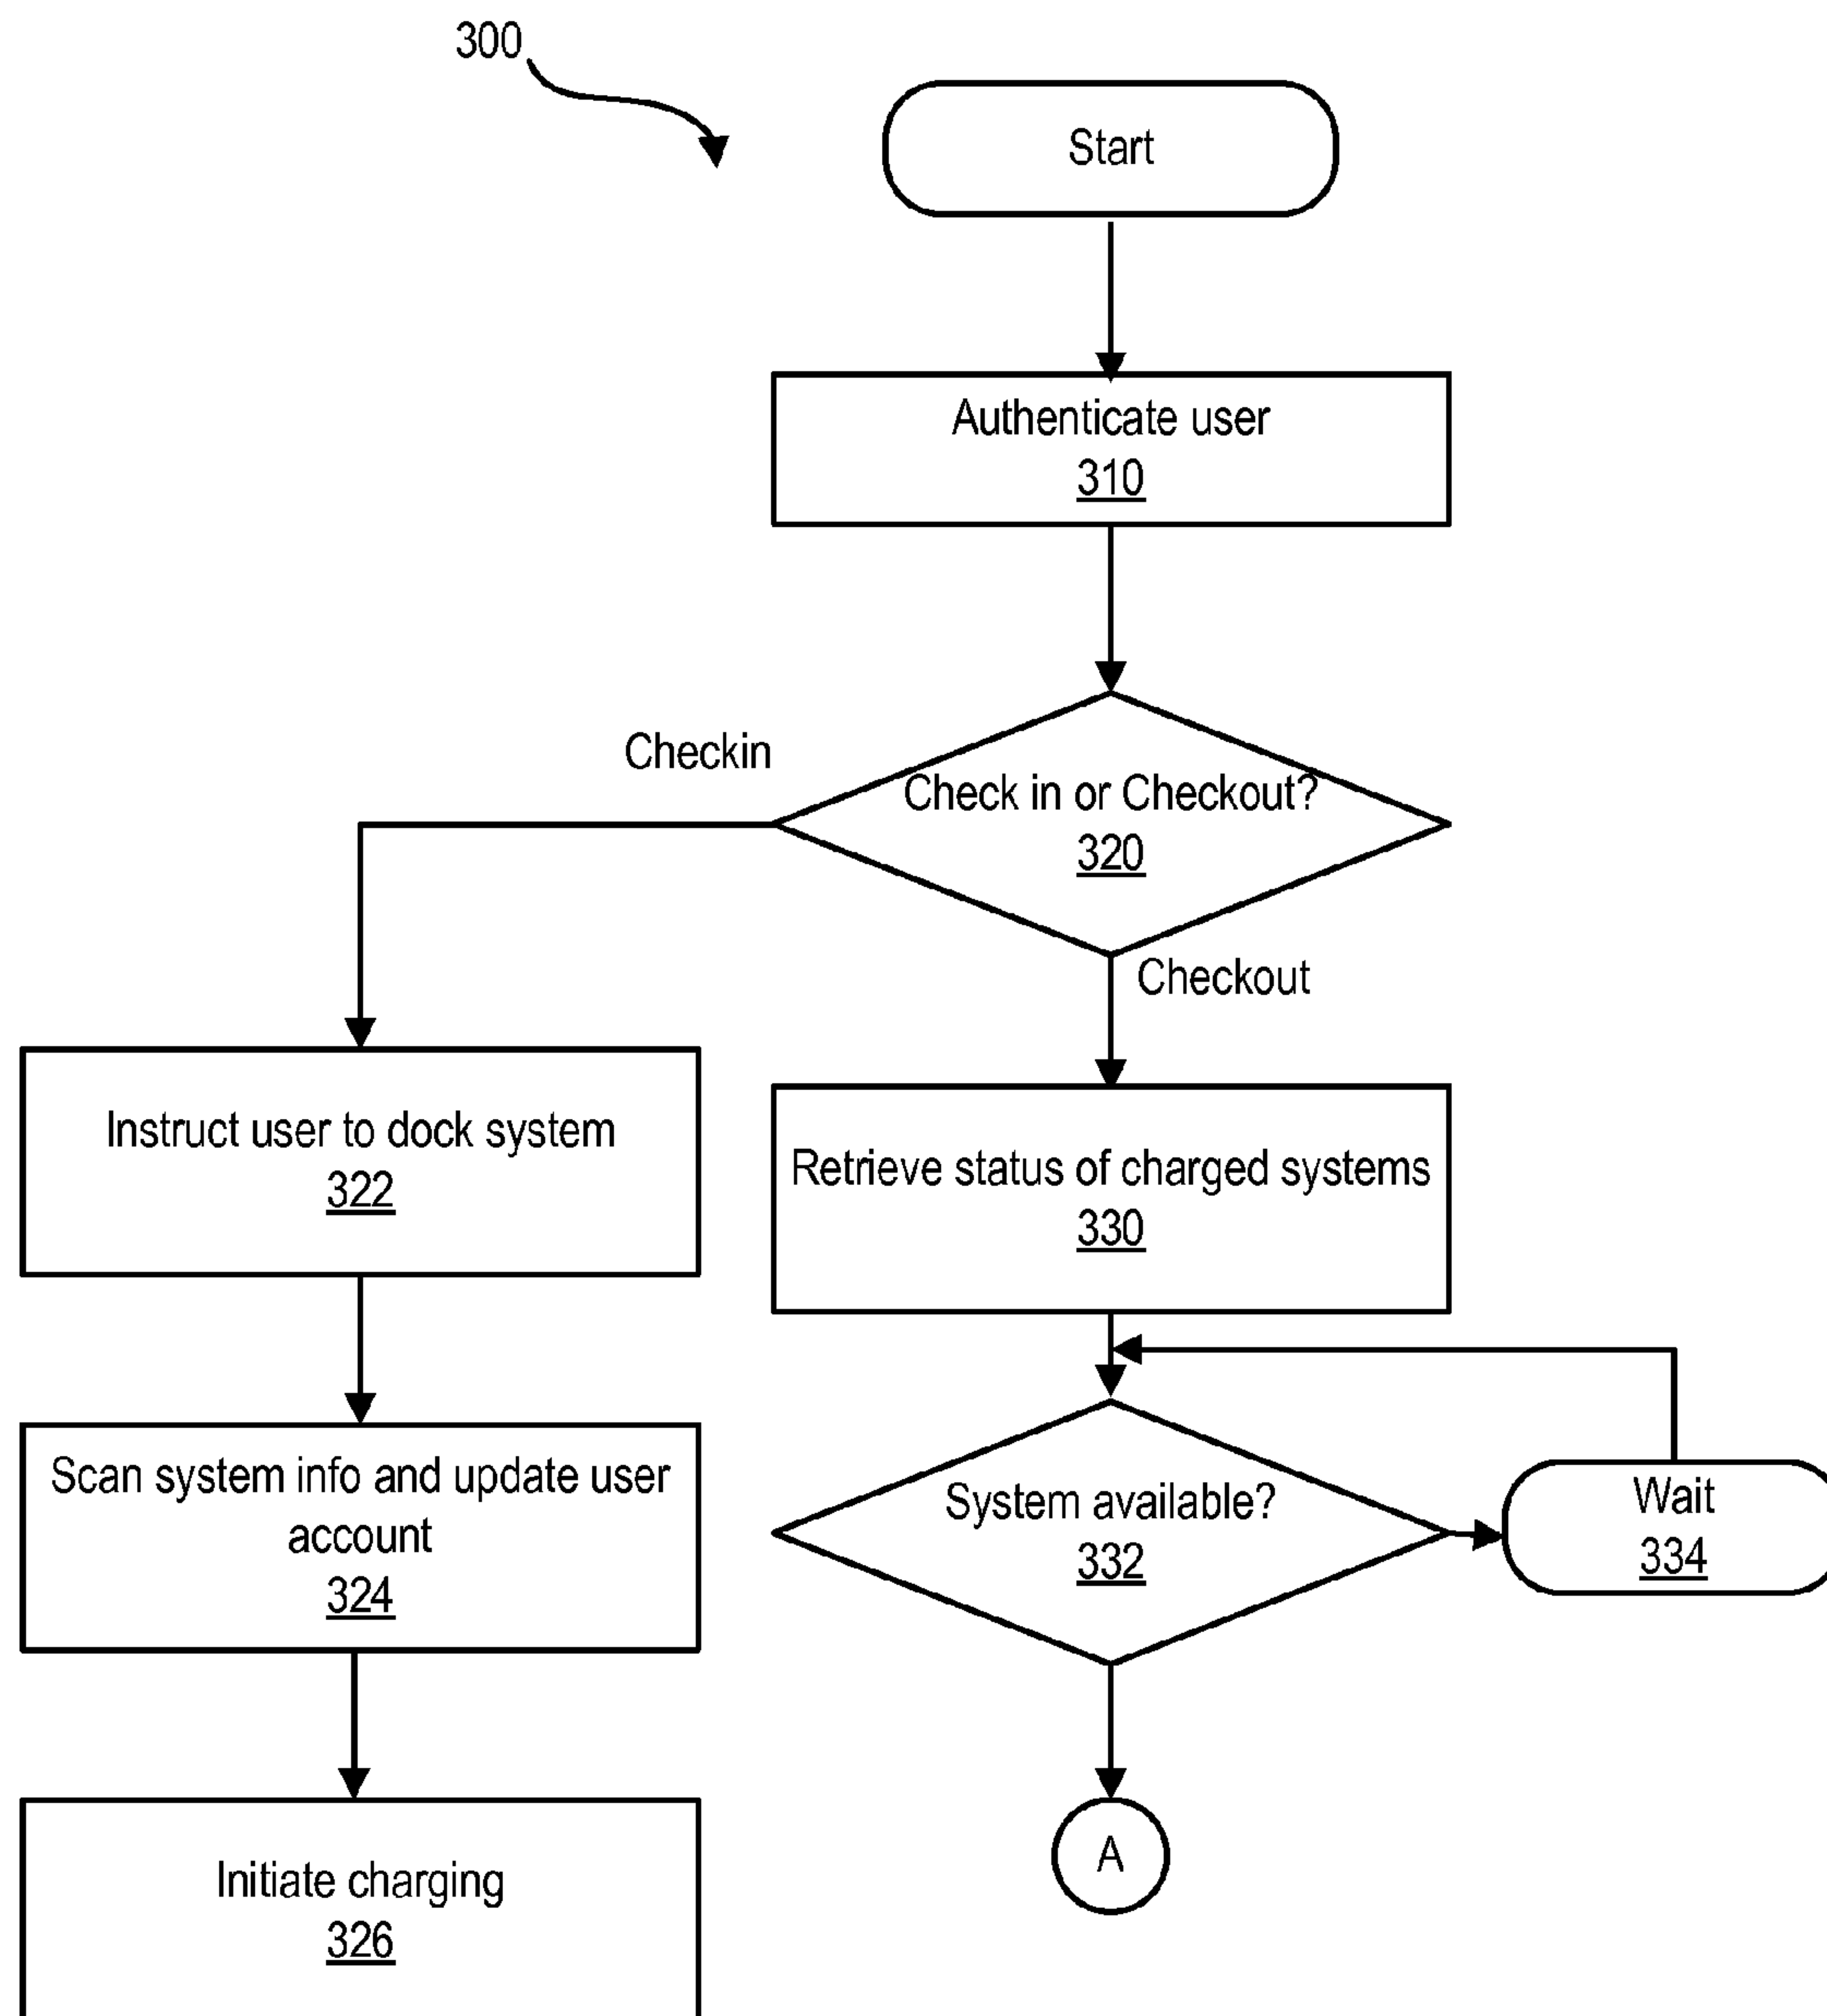 300
Start
Authenticate user
310
Checkin
Check in or Checkout?
320
Checkout
Instruct user to dock system
322
Retrieve status of charged systems
330
Scan system info and update user
account
324
System available?
332
Wait
334
Initiate charging
326
A